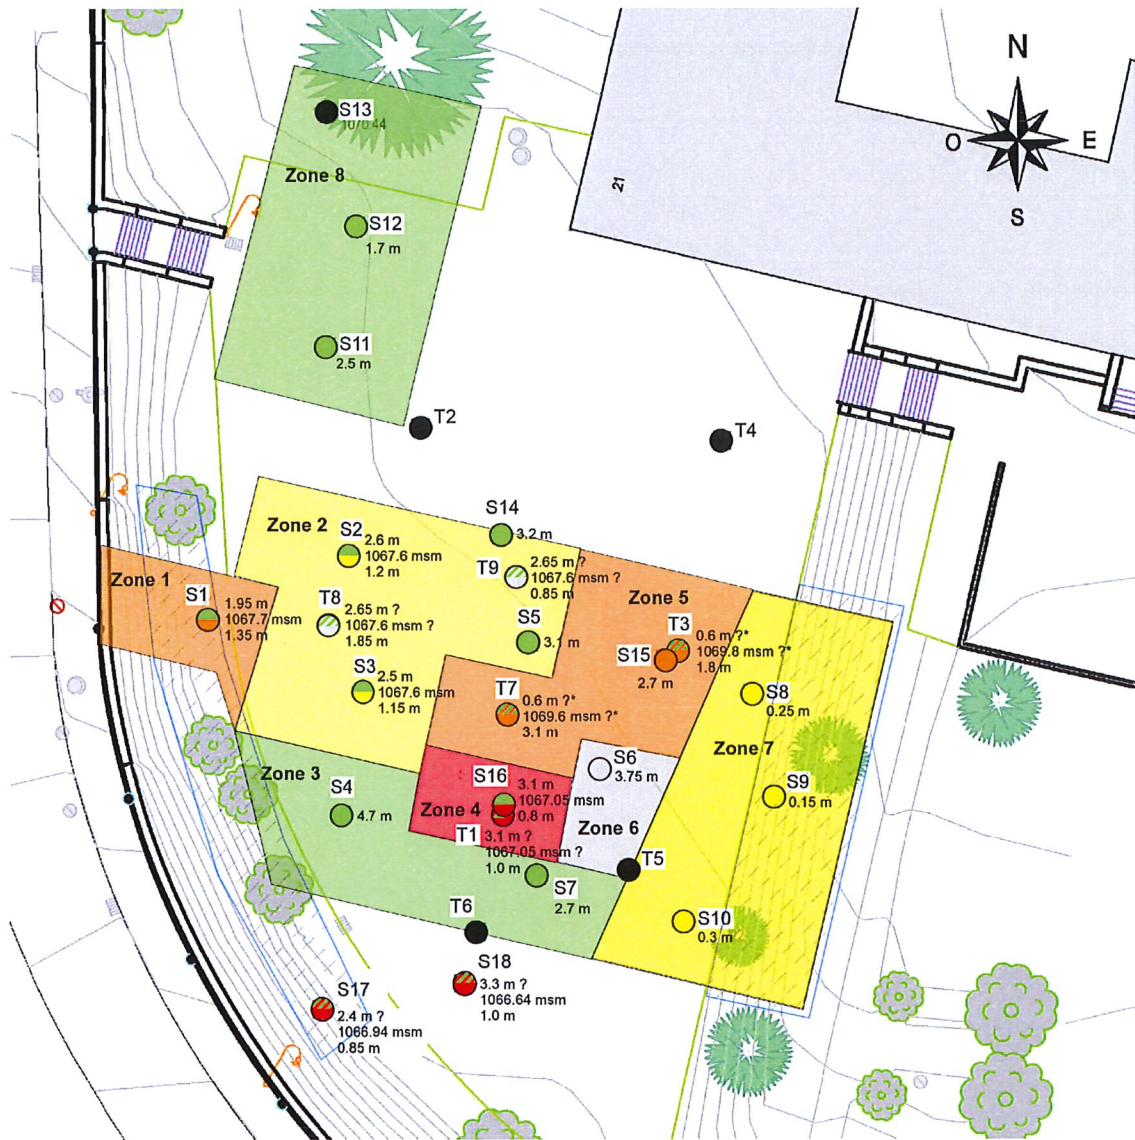 N
O
E
S
21
S13
1070.44
Zone 8
S12
1.7 m
S11
2.5 m
T2
T4
S14
3.2 m
Zone 2
S2
2.6 m
1067.6 msm
1.2 m
T9
2.65 m ?
1067.6 msm ?
0.85 m
Zone 1
S1
1.95 m
1067.7 msm
1.35 m
T8
2.65 m ?
1067.6 msm ?
1.85 m
S5
3.1 m
Zone 5
T3
0.6 m ?*
1069.8 msm ?*
1.8 m
S15
2.7 m
S3
2.5 m
1067.6 msm
1.15 m
T7
0.6 m ?*
1069.6 msm ?*
3.1 m
S8
0.25 m
Zone 7
S6
3.75 m
Zone 3
S4
4.7 m
S16
3.1 m
1067.05 msm
0.8 m
Zone 4
T1
3.1 m ?
1067.05 msm ?
1.0 m
Zone 6
S9
0.15 m
T5
S7
2.7 m
T6
S10
0.3 m
S18
3.3 m ?
1066.64 msm
1.0 m
S17
2.4 m ?
1066.94 msm
0.85 m